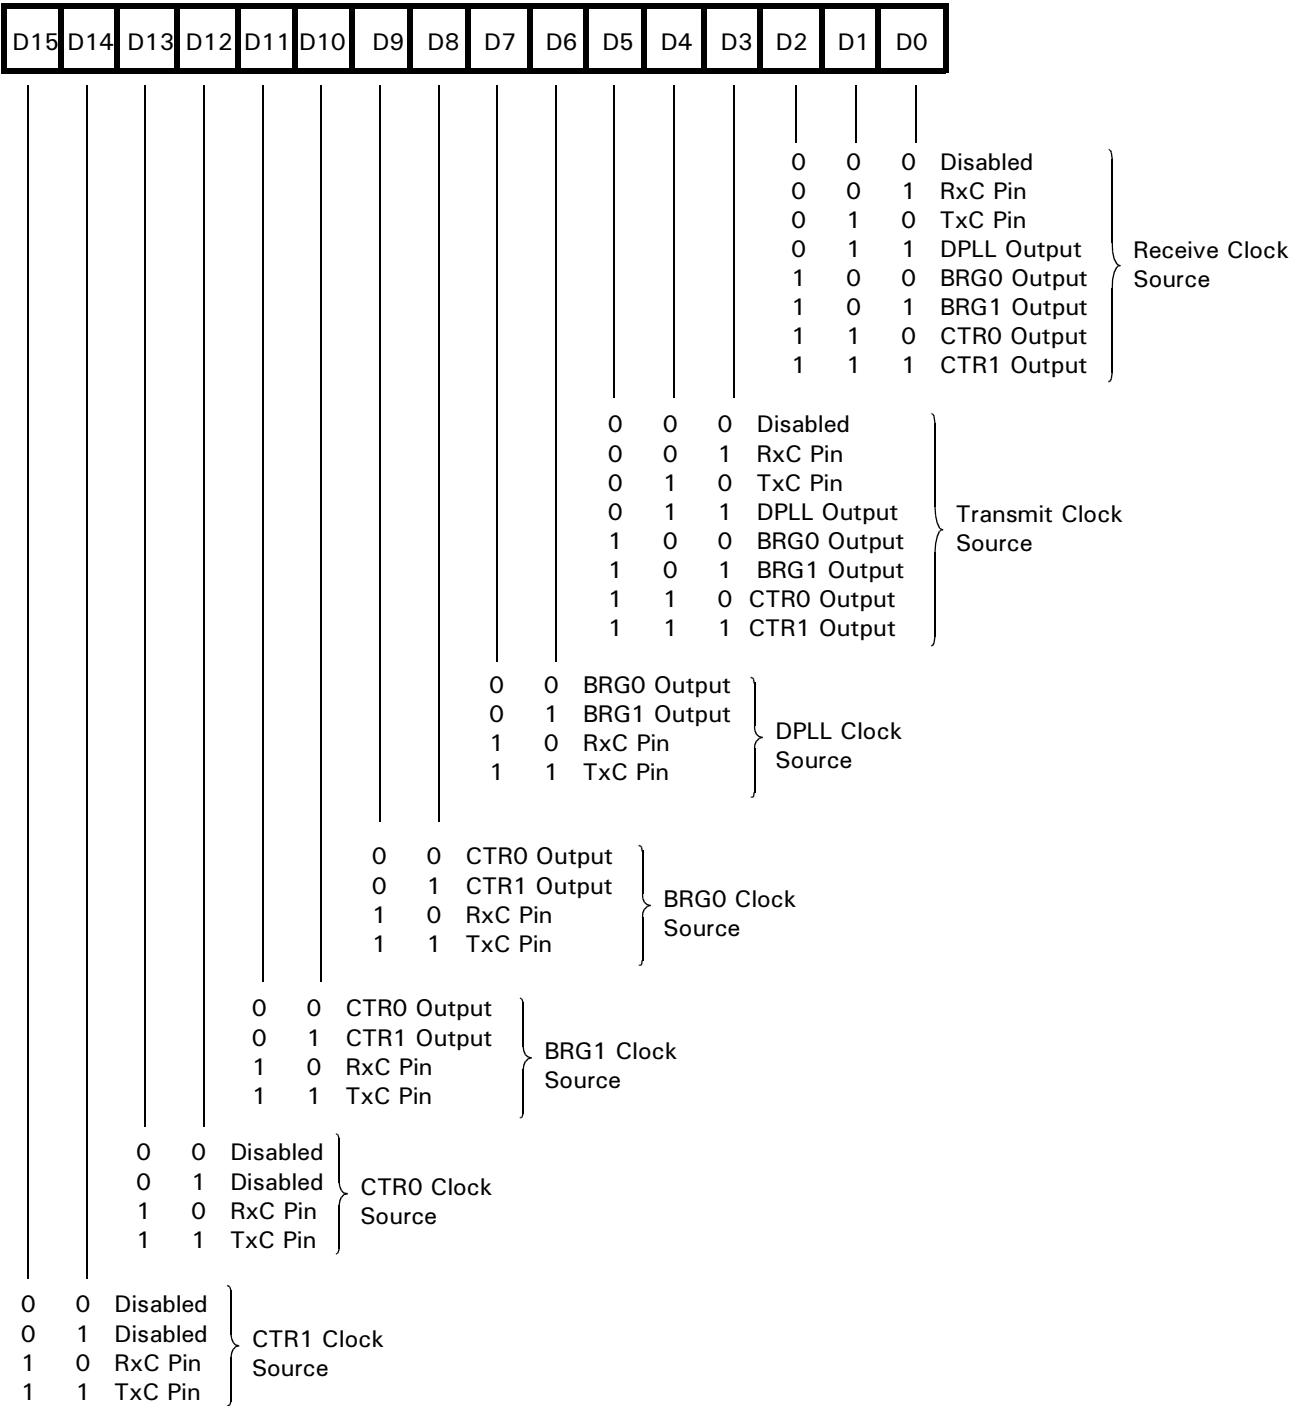 D15 D14 D13 D12 D11 D10 D9 D8 D7 D6 D5 D4 D3 D2 D1 D0
0 0 0 Disabled
0 0 1 RxC Pin
0 1 0 TxC Pin
0 1 1 DPLL Output
1 0 0 BRG0 Output
1 0 1 BRG1 Output
1 1 0 CTR0 Output
1 1 1 CTR1 Output
Receive Clock
Source
0 0 0 Disabled
0 0 1 RxC Pin
0 1 0 TxC Pin
0 1 1 DPLL Output
1 0 0 BRG0 Output
1 0 1 BRG1 Output
1 1 0 CTR0 Output
1 1 1 CTR1 Output
Transmit Clock
Source
0 0 BRG0 Output
0 1 BRG1 Output
1 0 RxC Pin
1 1 TxC Pin
DPLL Clock
Source
0 0 CTR0 Output
0 1 CTR1 Output
1 0 RxC Pin
1 1 TxC Pin
BRG0 Clock
Source
0 0 CTR0 Output
0 1 CTR1 Output
1 0 RxC Pin
1 1 TxC Pin
BRG1 Clock
Source
0 0 Disabled
0 1 Disabled
1 0 RxC Pin
1 1 TxC Pin
CTR0 Clock
Source
0 0 Disabled
0 1 Disabled
1 0 RxC Pin
1 1 TxC Pin
CTR1 Clock
Source